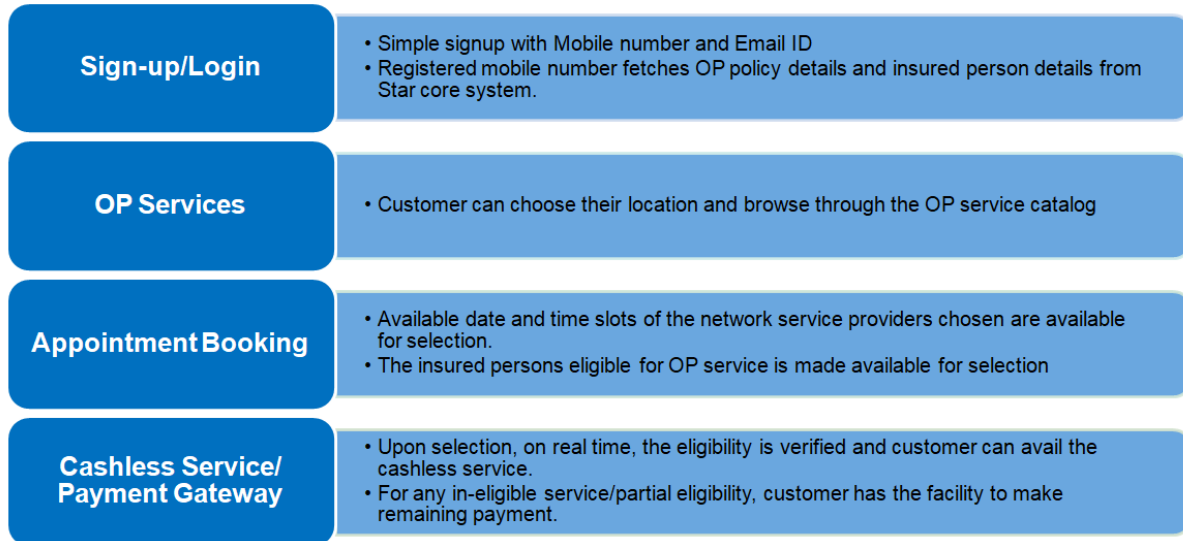 Sign-up/Login
• Simple signup with Mobile number and Email ID
• Registered mobile number fetches OP policy details and insured person details from
Star core system.
OP Services
• Customer can choose their location and browse through the OP service catalog
Appointment Booking
• Available date and time slots of the network service providers chosen are available
for selection.
• The insured persons eligible for OP service is made available for selection
Cashless Service/
Payment Gateway
• Upon selection, on real time, the eligibility is verified and customer can avail the
cashless service.
• For any in-eligible service/partial eligibility, customer has the facility to make
remaining payment.